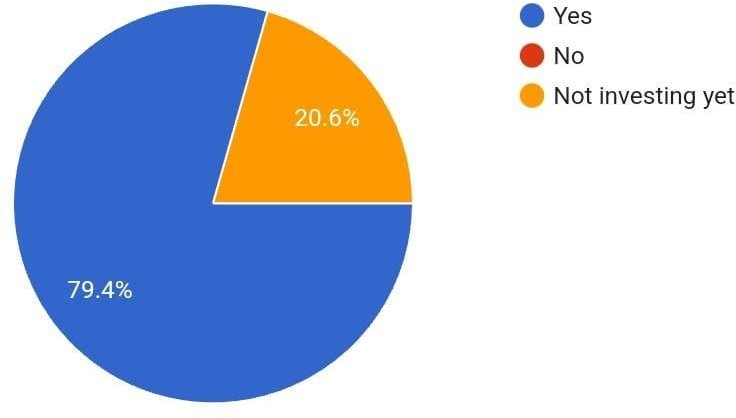 Yes
No
Not investing yet
20.6%
79.4%